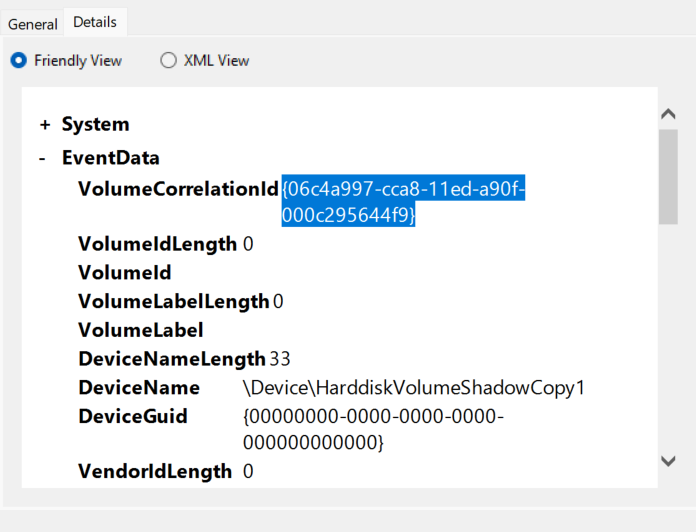 General Details
Friendly View XML View
+ System
- EventData
VolumeCorrelationId {06c4a997-cca8-11ed-a90f-
000c295644f9}
VolumeIdLength 0
VolumeId
VolumeLabelLength 0
VolumeLabel
DeviceNameLength 33
DeviceName \Device\HarddiskVolumeShadowCopy1
DeviceGuid {00000000-0000-0000-0000-
000000000000}
VendorIdLength 0